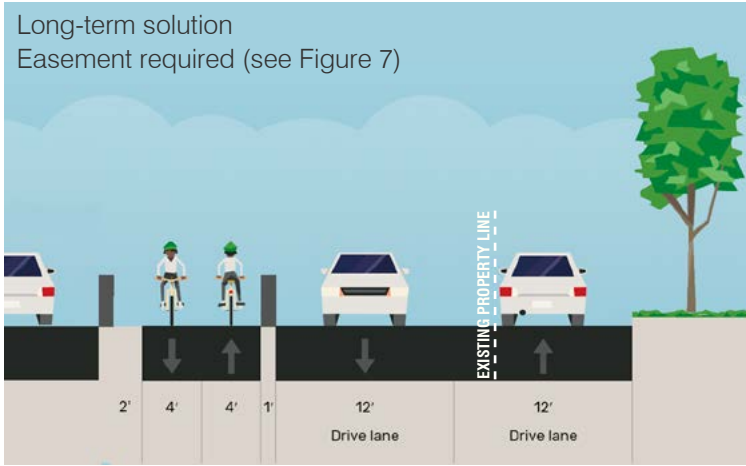 Long-term solution
Easement required (see Figure 7)
EXISTING PROPERTY LINE
2' 4' 4' 1' 12' 12'
Drive lane Drive lane